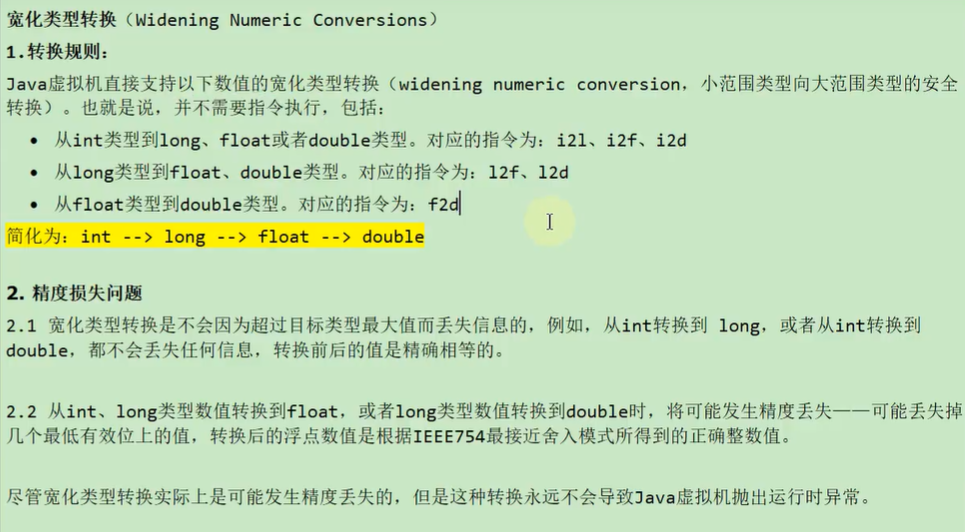 宽化类型转换（Widening Numeric Conversions）
1.转换规则：
Java虚拟机直接支持以下数值的宽化类型转换（widening numeric conversion，小范围类型向大范围类型的安全
转换）。也就是说，并不需要指令执行，包括：
• 从int类型到long、float或者double类型。对应的指令为：i2l、i2f、i2d
• 从long类型到float、double类型。对应的指令为：l2f、l2d
• 从float类型到double类型。对应的指令为：f2d
简化为：int --> long --> float --> double
2. 精度损失问题
2.1 宽化类型转换是不会因为超过目标类型最大值而丢失信息的，例如，从int转换到 long，或者从int转换到
double，都不会丢失任何信息，转换前后的值是精确相等的。
2.2 从int、long类型数值转换到float，或者long类型数值转换到double时，将可能发生精度丢失——可能丢失掉
几个最低有效位上的值，转换后的浮点数值是根据IEEE754最接近舍入模式所得到的正确整数值。
尽管宽化类型转换实际上是可能发生精度丢失的，但是这种转换永远不会导致Java虚拟机抛出运行时异常。